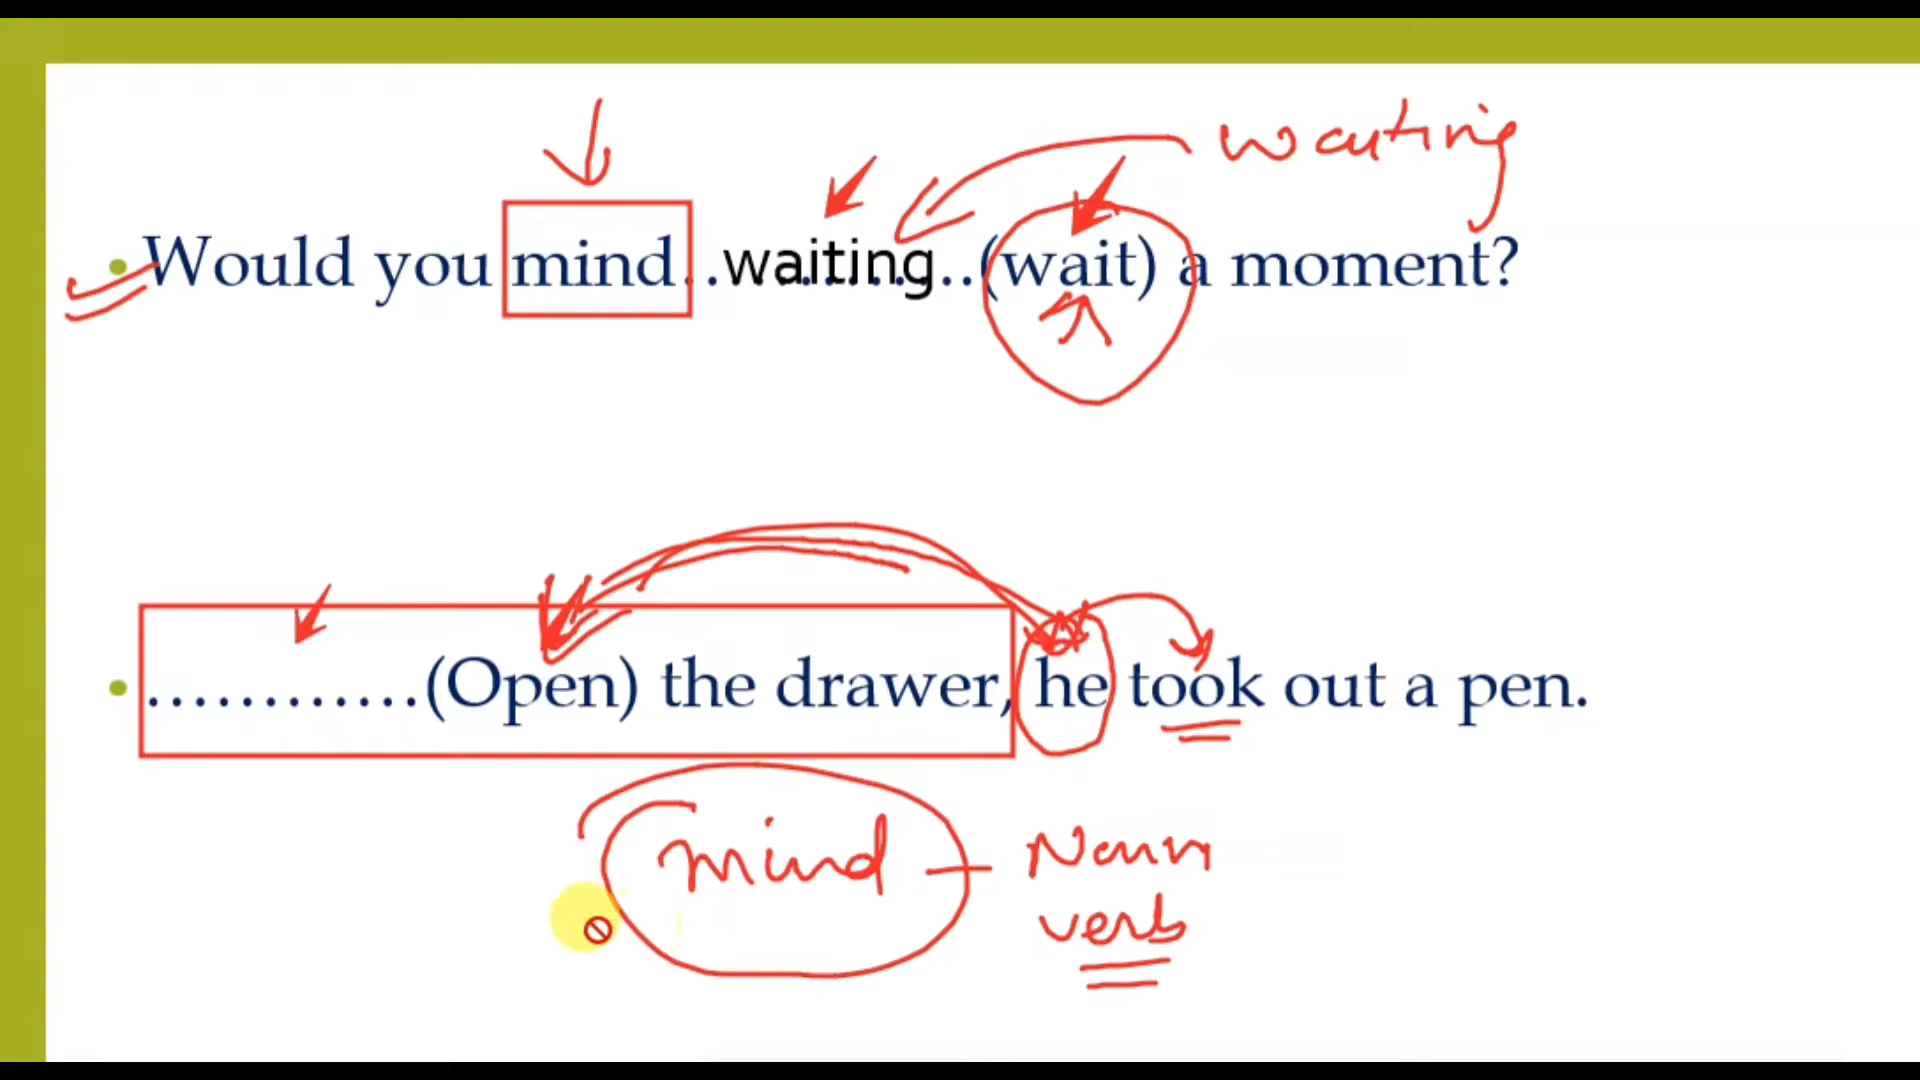 waiting
• Would you mind..waiting..(wait) a moment?
• ............(Open) the drawer, he took out a pen.
mind – Noun
verb